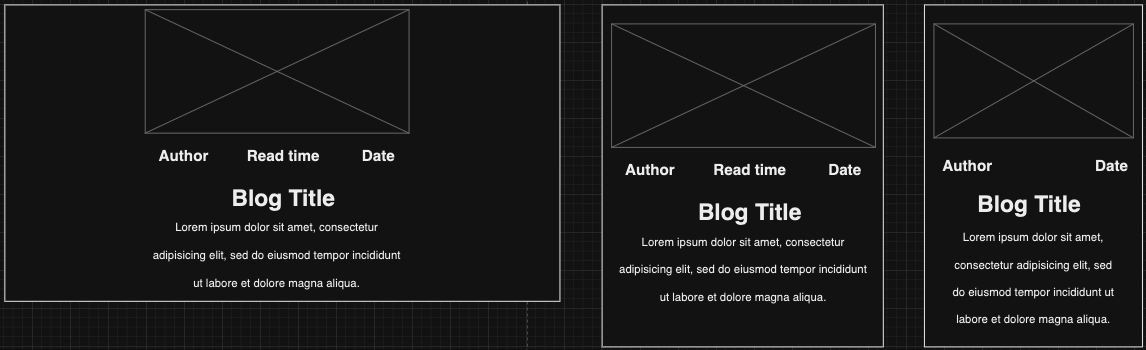 Author Read time Date
Blog Title
Lorem ipsum dolor sit amet, consectetur
adipisicing elit, sed do eiusmod tempor incididunt
ut labore et dolore magna aliqua.
Author Read time Date
Blog Title
Lorem ipsum dolor sit amet, consectetur
adipisicing elit, sed do eiusmod tempor incididunt
ut labore et dolore magna aliqua.
Author Date
Blog Title
Lorem ipsum dolor sit amet,
consectetur adipisicing elit, sed
do eiusmod tempor incididunt ut
labore et dolore magna aliqua.